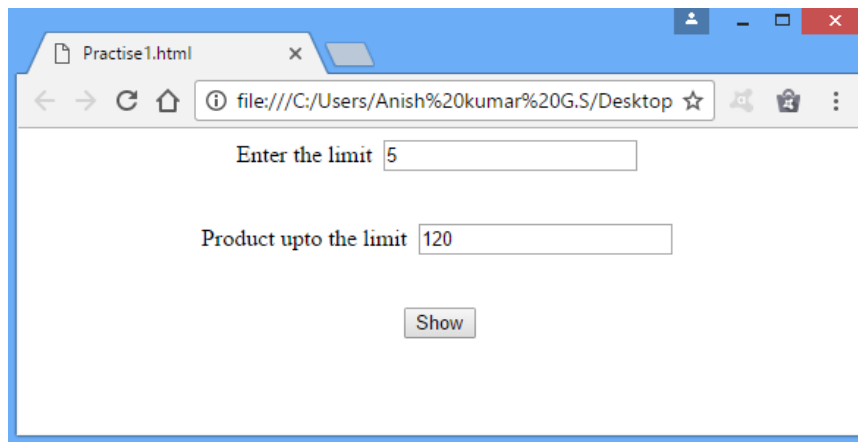 Practise1.html
file:///C:/Users/Anish%20kumar%20G.S/Desktop
Enter the limit 5
Product upto the limit 120
Show